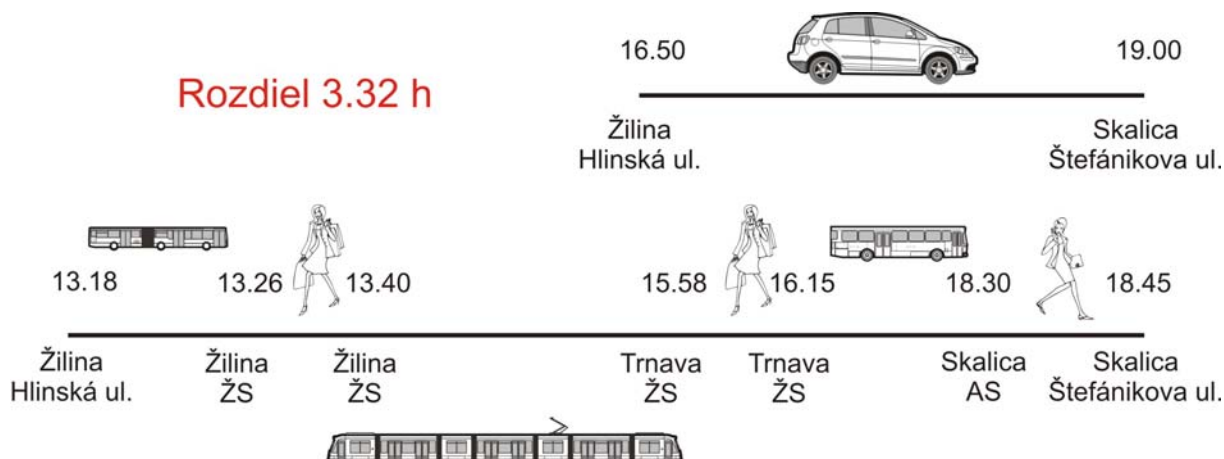 16.50 19.00
Rozdiel 3.32 h
Žilina Skalica
Hlinská ul. Štefánikova ul.
13.18 13.26 13.40 15.58 16.15 18.30 18.45
Žilina Žilina Žilina Trnava Trnava Skalica Skalica
Hlinská ul. ŽS ŽS ŽS ŽS AS Štefánikova ul.